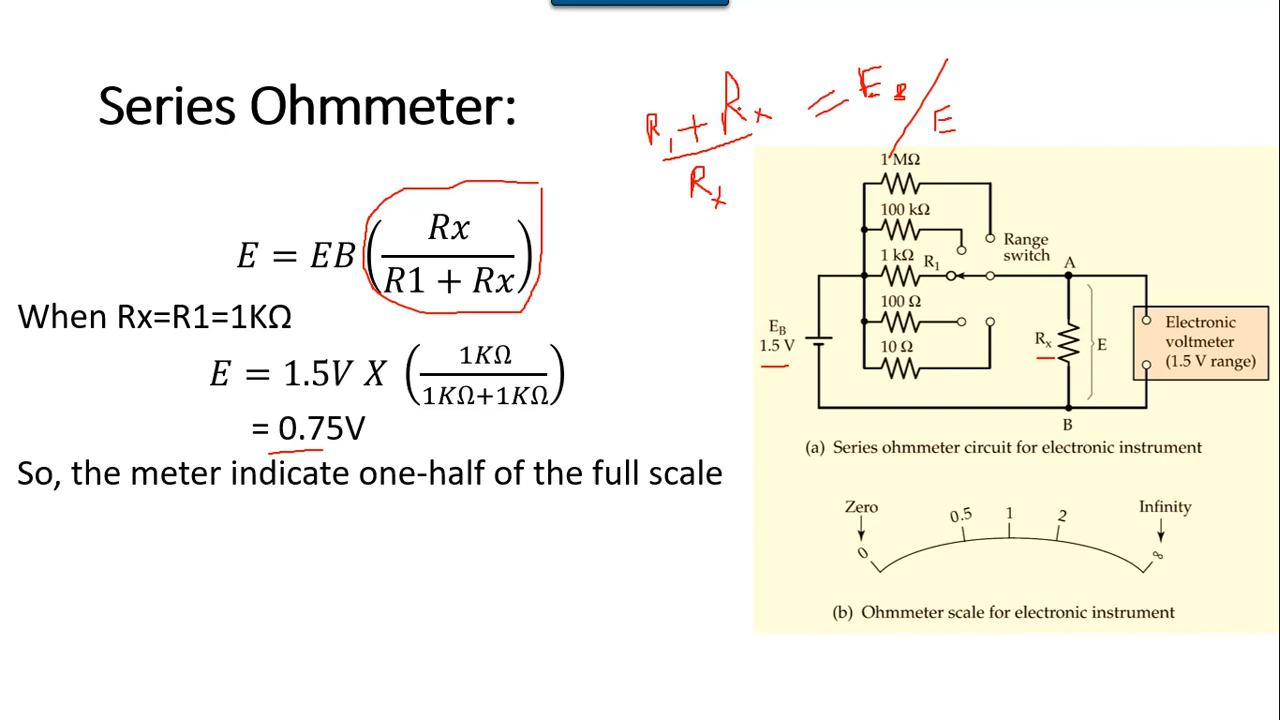 Series Ohmmeter:
R1 + Rx / Rx = EB / E
E = EB (Rx / R1 + Rx)
When Rx=R1=1KΩ
E = 1.5V X (1KΩ / 1KΩ+1KΩ)
= 0.75V
So, the meter indicate one-half of the full scale
1 MΩ
100 kΩ
Range
switch
1 kΩ R1
A
100 Ω
EB
1.5 V
10 Ω
Rx
E
Electronic
voltmeter
(1.5 V range)
B
(a) Series ohmmeter circuit for electronic instrument
Zero
0.5
1
2
Infinity
0
∞
(b) Ohmmeter scale for electronic instrument